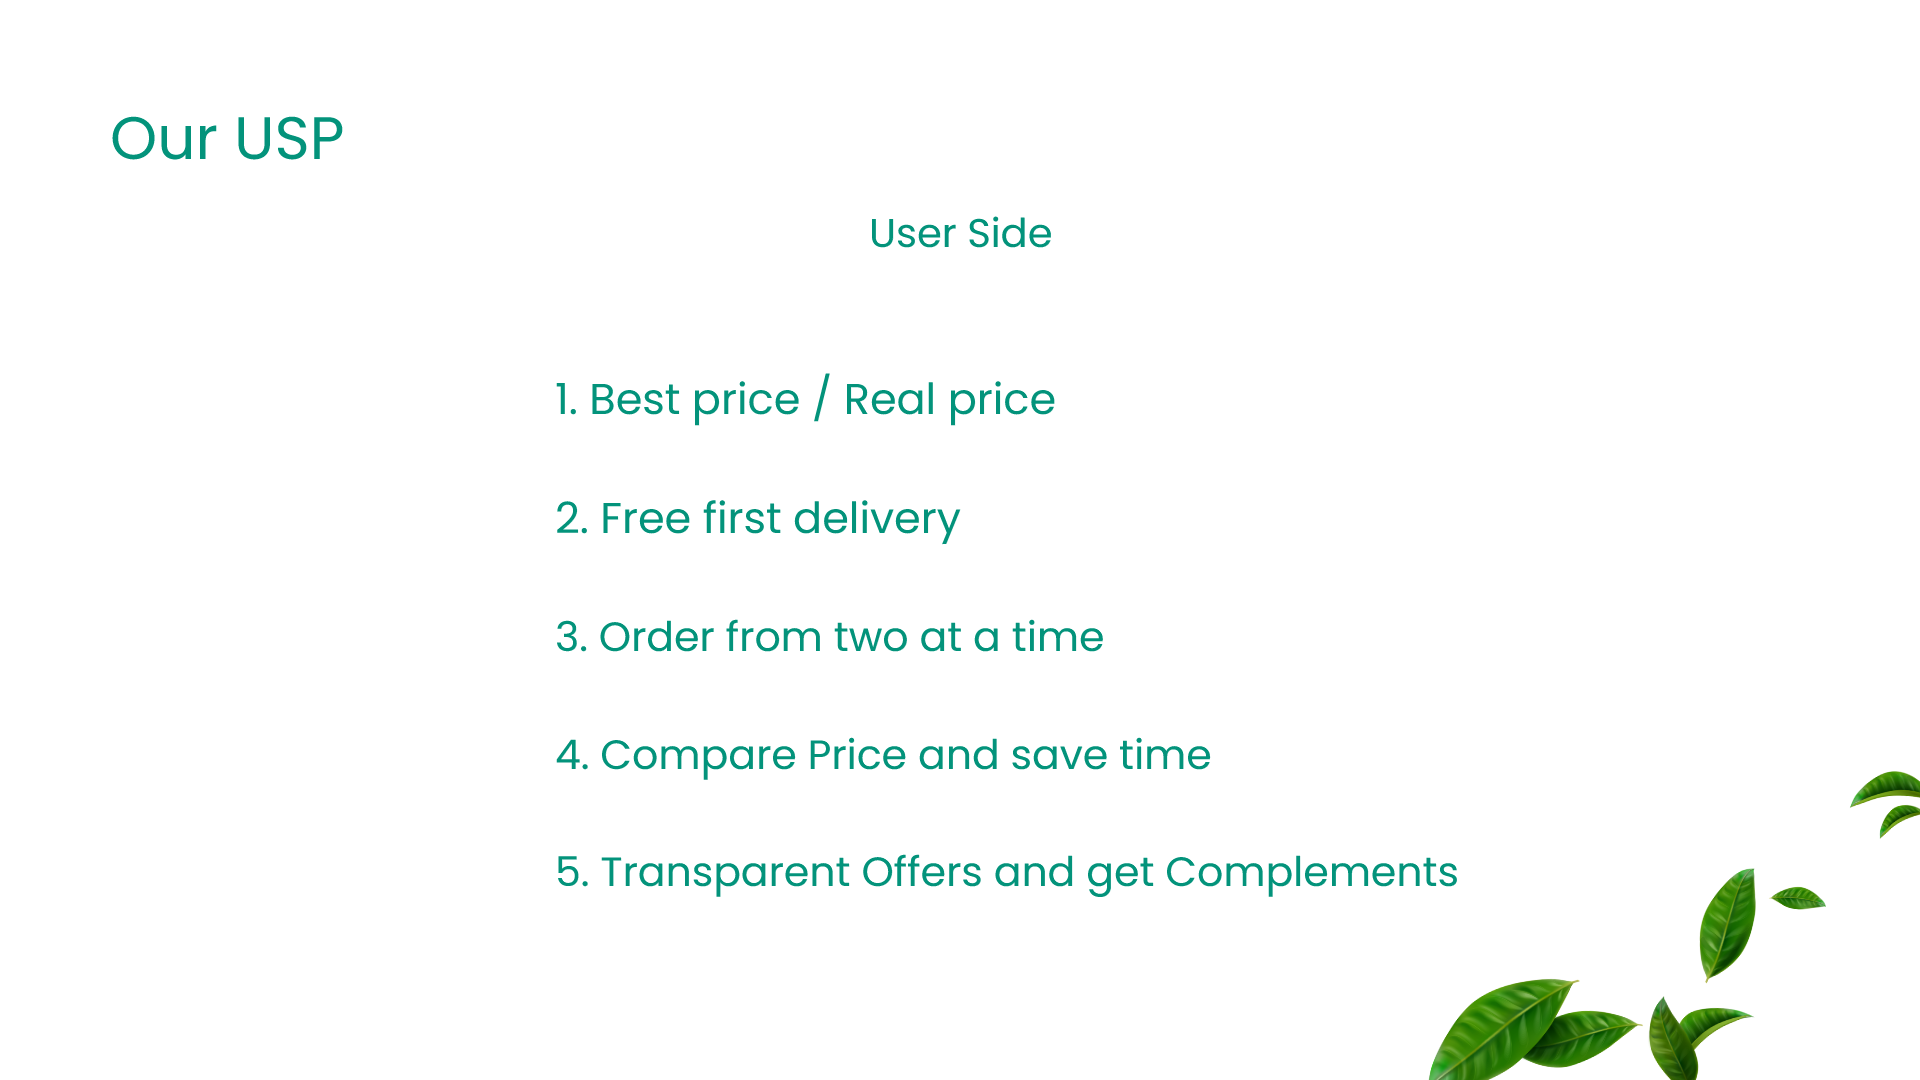 Our USP
User Side
1. Best price / Real price
2. Free first delivery
3. Order from two at a time
4. Compare Price and save time
5. Transparent Offers and get Complements